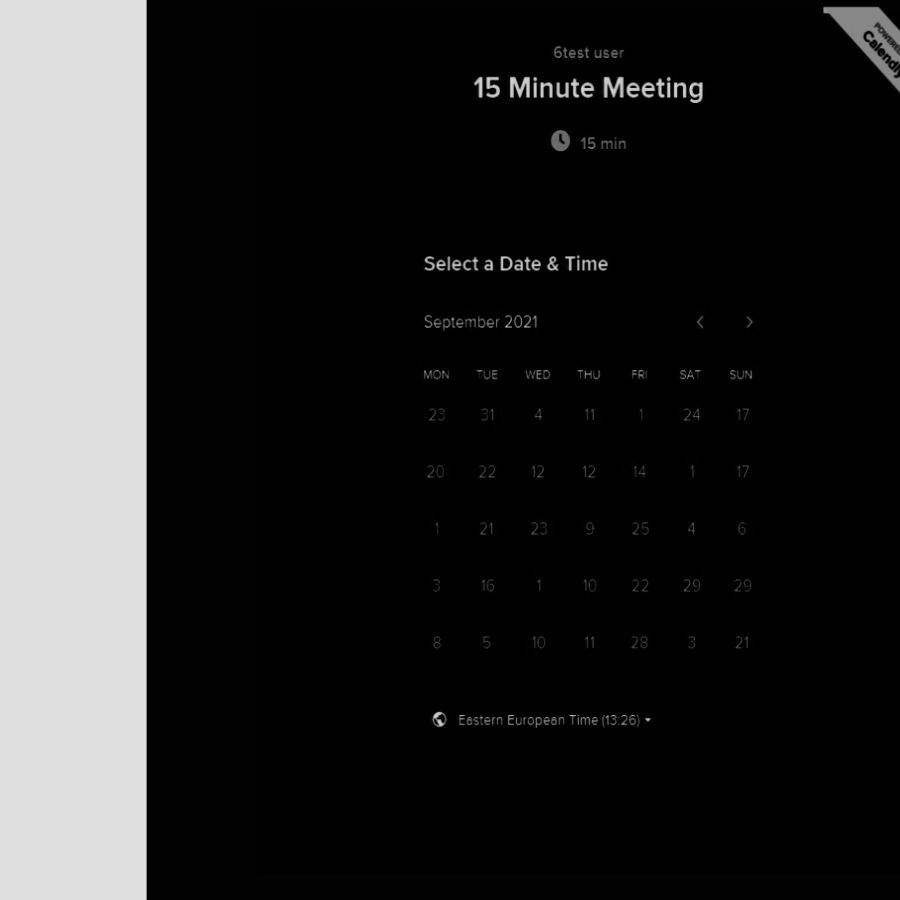 POWERED
Calendly
6test user
15 Minute Meeting
15 min
Select a Date & Time
September 2021
MON TUE WED THU FRI SAT SUN
23 31 4 11 1 24 17
20 22 12 12 14 1 17
1 21 23 9 25 4 6
3 16 1 10 22 29 29
8 5 10 11 28 3 21
Eastern European Time (13:26)